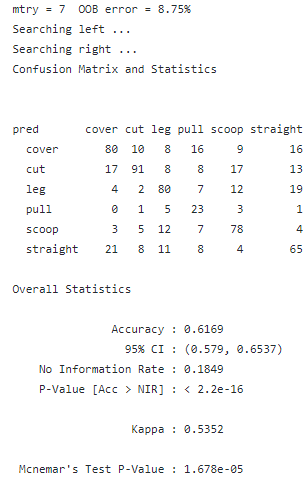 mtry = 7  OOB error = 8.75%
Searching left ...
Searching right ...
Confusion Matrix and Statistics
pred       cover cut leg pull scoop straight
  cover       80  10   8   16     9       16
  cut         17  91   8    8    17       13
  leg          4   2  80    7    12       19
  pull         0   1   5   23     3        1
  scoop        3   5  12    7    78        4
  straight    21   8  11    8     4       65
Overall Statistics
Accuracy : 0.6169
95% CI : (0.579, 0.6537)
No Information Rate : 0.1849
P-Value [Acc > NIR] : < 2.2e-16
Kappa : 0.5352
Mcnemar's Test P-Value : 1.678e-05